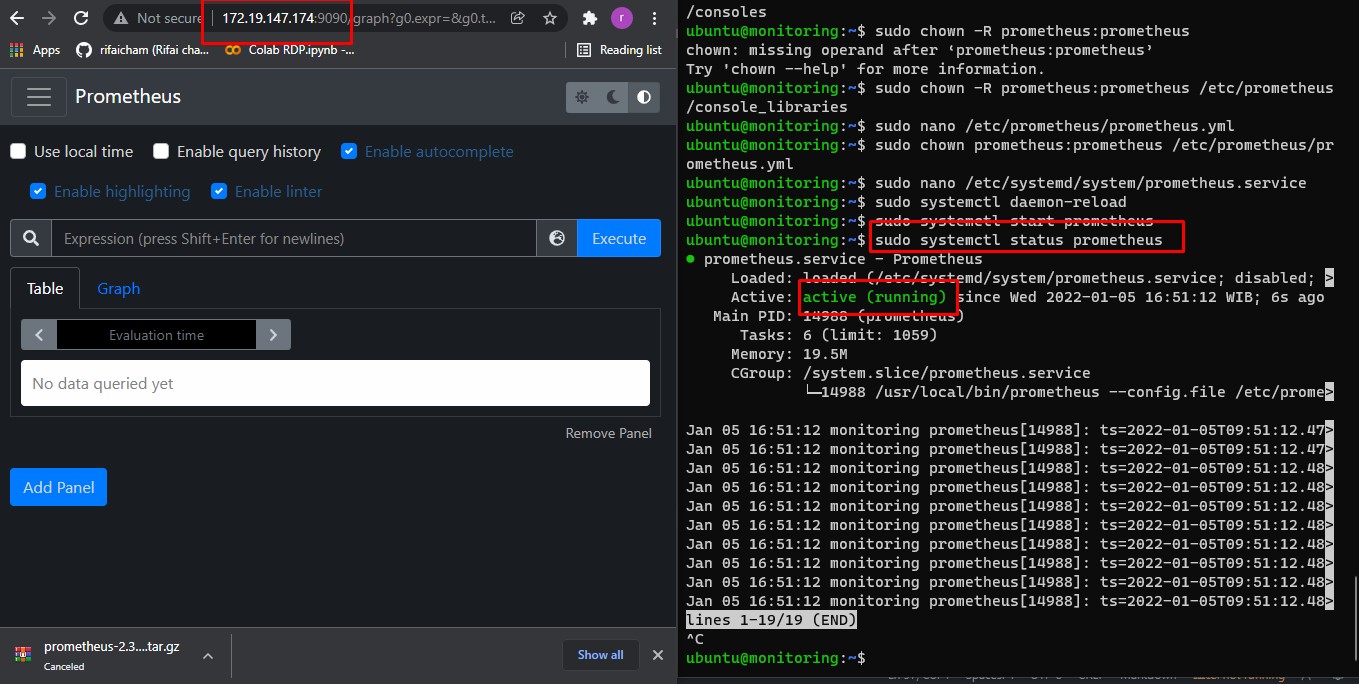 Not secure
172.19.147.174:9090/graph?g0.expr=&g0.t...
r
Apps
rifaicham (Rifai cha...
Colab RDP.ipynb -...
Reading list
Prometheus
Use local time
Enable query history
Enable autocomplete
Enable highlighting
Enable linter
Expression (press Shift+Enter for newlines)
Execute
Table
Graph
Evaluation time
No data queried yet
Remove Panel
Add Panel
prometheus-2.3....tar.gz
Canceled
Show all
/consoles
ubuntu@monitoring:~$ sudo chown -R prometheus:prometheus
chown: missing operand after ‘prometheus:prometheus’
Try 'chown --help' for more information.
ubuntu@monitoring:~$ sudo chown -R prometheus:prometheus /etc/prometheus
/console_libraries
ubuntu@monitoring:~$ sudo nano /etc/prometheus/prometheus.yml
ubuntu@monitoring:~$ sudo chown prometheus:prometheus /etc/prometheus/pr
ometheus.yml
ubuntu@monitoring:~$ sudo nano /etc/systemd/system/prometheus.service
ubuntu@monitoring:~$ sudo systemctl daemon-reload
ubuntu@monitoring:~$ sudo systemctl start prometheus
ubuntu@monitoring:~$ sudo systemctl status prometheus
● prometheus.service - Prometheus
Loaded: loaded (/etc/systemd/system/prometheus.service; disabled; >
Active: active (running) since Wed 2022-01-05 16:51:12 WIB; 6s ago
Main PID: 14988 (prometheus)
Tasks: 6 (limit: 1059)
Memory: 19.5M
CGroup: /system.slice/prometheus.service
└─14988 /usr/local/bin/prometheus --config.file /etc/prome>
Jan 05 16:51:12 monitoring prometheus[14988]: ts=2022-01-05T09:51:12.47>
Jan 05 16:51:12 monitoring prometheus[14988]: ts=2022-01-05T09:51:12.47>
Jan 05 16:51:12 monitoring prometheus[14988]: ts=2022-01-05T09:51:12.48>
Jan 05 16:51:12 monitoring prometheus[14988]: ts=2022-01-05T09:51:12.48>
Jan 05 16:51:12 monitoring prometheus[14988]: ts=2022-01-05T09:51:12.48>
Jan 05 16:51:12 monitoring prometheus[14988]: ts=2022-01-05T09:51:12.48>
Jan 05 16:51:12 monitoring prometheus[14988]: ts=2022-01-05T09:51:12.48>
Jan 05 16:51:12 monitoring prometheus[14988]: ts=2022-01-05T09:51:12.48>
Jan 05 16:51:12 monitoring prometheus[14988]: ts=2022-01-05T09:51:12.48>
Jan 05 16:51:12 monitoring prometheus[14988]: ts=2022-01-05T09:51:12.48>
lines 1-19/19 (END)
^C
ubuntu@monitoring:~$